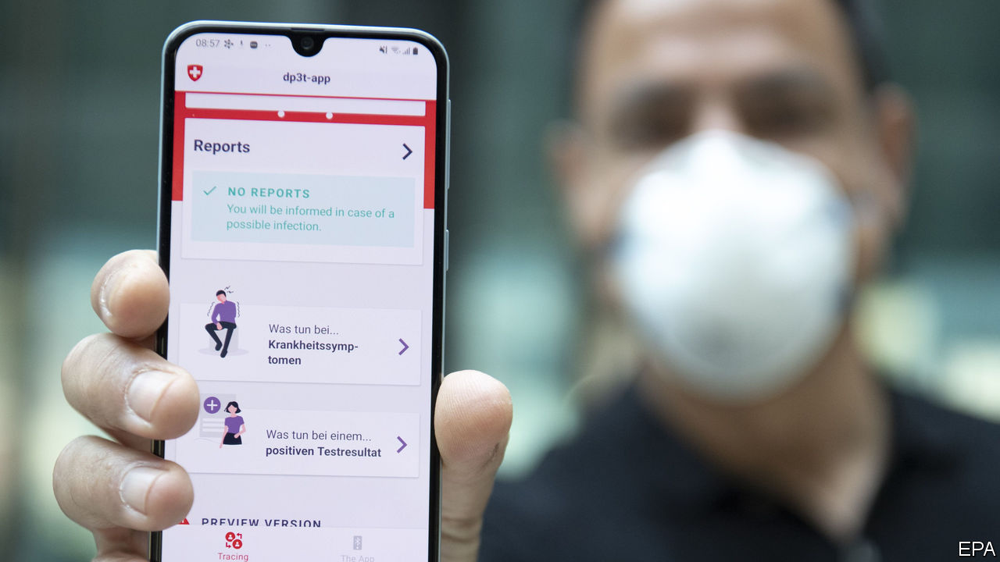 08:57
dp3t-app
Reports
NO REPORTS
You will be informed in case of a
possible infection.
Was tun bei...
Krankheitssymp-
tomen
Was tun bei einem...
positiven Testresultat
PREVIEW VERSION
Tracing
The App
EPA